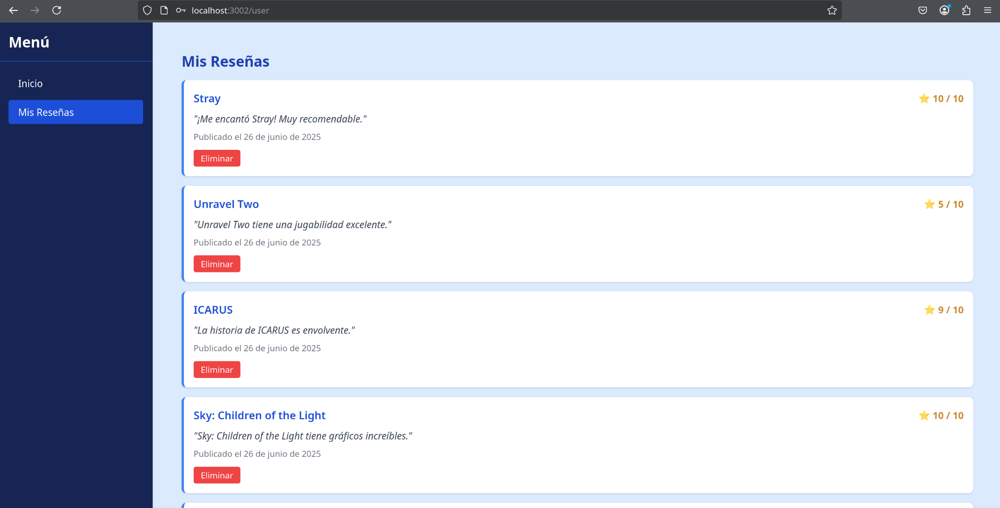 localhost:3002/user
Menú
Inicio
Mis Reseñas
Mis Reseñas
Stray
⭐ 10 / 10
"¡Me encantó Stray! Muy recomendable."
Publicado el 26 de junio de 2025
Eliminar
Unravel Two
⭐ 5 / 10
"Unravel Two tiene una jugabilidad excelente."
Publicado el 26 de junio de 2025
Eliminar
ICARUS
⭐ 9 / 10
"La historia de ICARUS es envolvente."
Publicado el 26 de junio de 2025
Eliminar
Sky: Children of the Light
⭐ 10 / 10
"Sky: Children of the Light tiene gráficos increíbles."
Publicado el 26 de junio de 2025
Eliminar